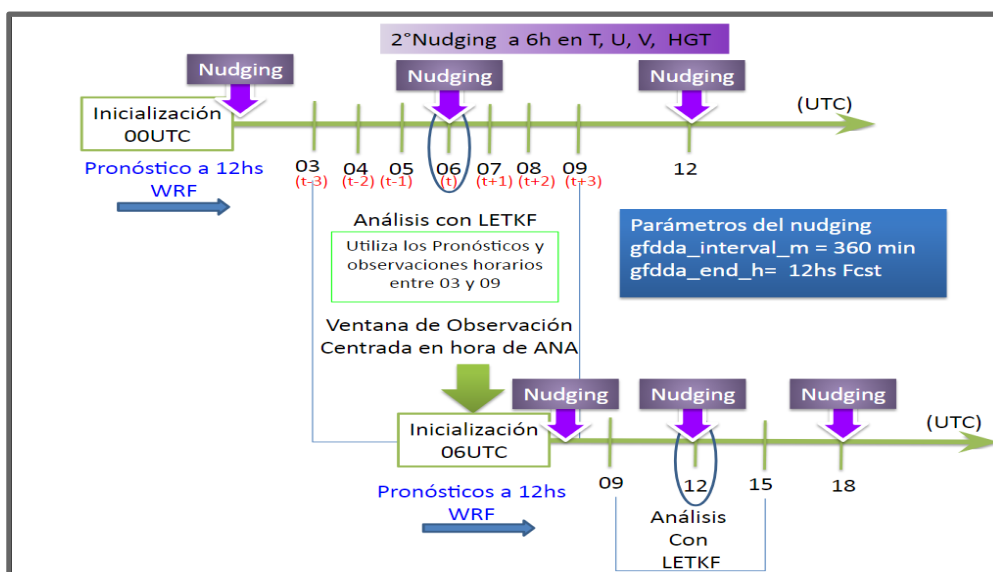 2°Nudging a 6h en T, U, V, HGT
Nudging
Nudging
Nudging
(UTC)
Inicialización
00UTC
03
04
05
06
07
08
09
12
(t-3)
(t-2)
(t-1)
(t)
(t+1)
(t+2)
(t+3)
Pronóstico a 12hs
WRF
Análisis con LETKF
Utiliza los Pronósticos y
observaciones horarios
entre 03 y 09
Parámetros del nudging
gfdda_interval_m = 360 min
gfdda_end_h= 12hs Fcst
Ventana de Observación
Centrada en hora de ANA
Nudging
Nudging
Nudging
(UTC)
Inicialización
06UTC
09
12
15
18
Pronósticos a 12hs
WRF
Análisis
Con
LETKF